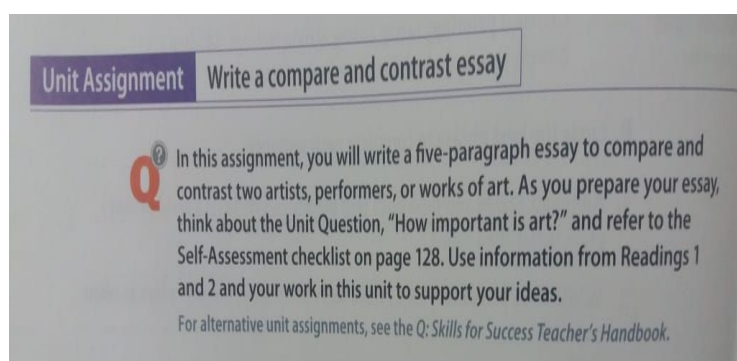 Unit Assignment Write a compare and contrast essay
Q ? In this assignment, you will write a five-paragraph essay to compare and
contrast two artists, performers, or works of art. As you prepare your essay,
think about the Unit Question, “How important is art?” and refer to the
Self-Assessment checklist on page 128. Use information from Readings 1
and 2 and your work in this unit to support your ideas.
For alternative unit assignments, see the Q: Skills for Success Teacher's Handbook.